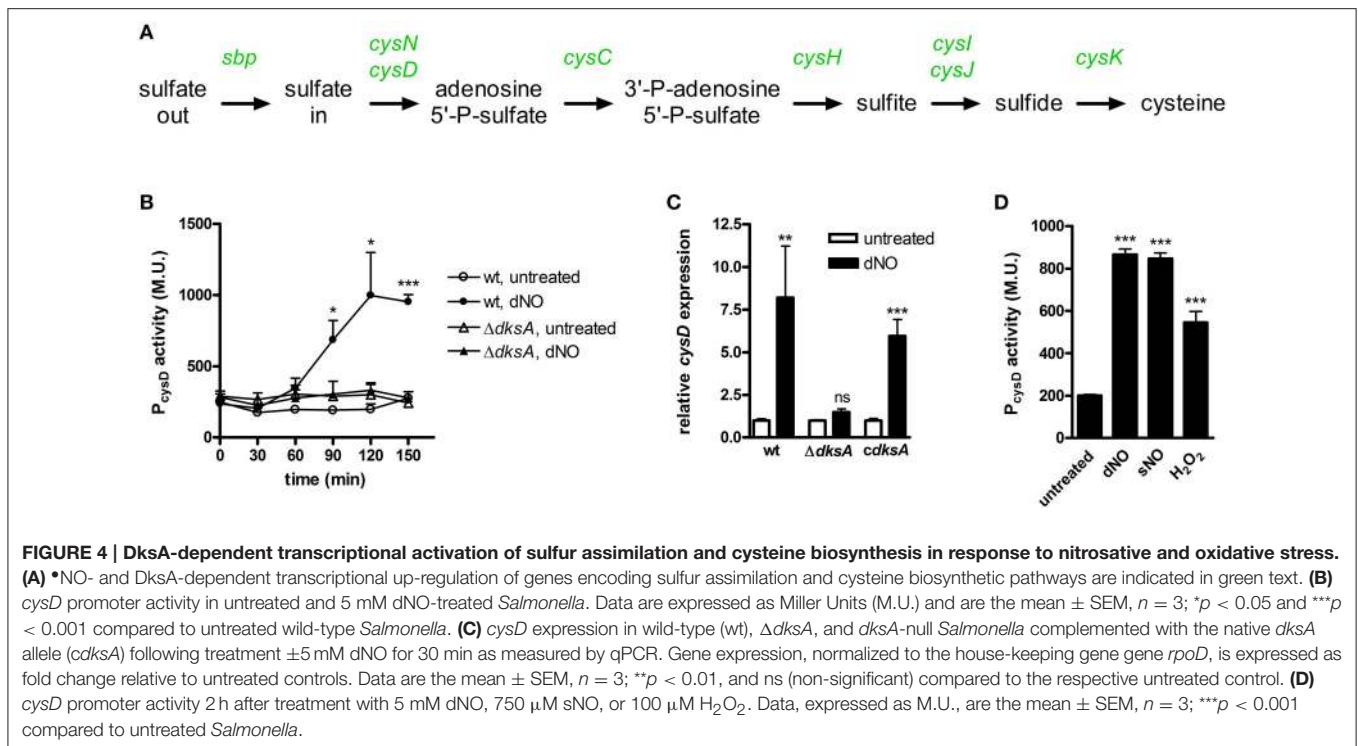 A
sbp
cysN
cysD
cysC
cysH
cysI
cysJ
cysK
sulfate
out
sulfate
in
adenosine
5'-P-sulfate
3'-P-adenosine
5'-P-sulfate
sulfite
sulfide
cysteine
B
PcysD activity (M.U.)
1500
1000
500
0
*
*
***
0 30 60 90 120 150
time (min)
wt, untreated
wt, dNO
ΔdksA, untreated
ΔdksA, dNO
C
relative cysD expression
12.5
10.0
7.5
5.0
2.5
0.0
**
ns
***
untreated
dNO
wt ΔdksA cdksA
D
PcysD activity (M.U.)
1000
800
600
400
200
0
***
***
***
untreated
dNO
sNO
H2O2
FIGURE 4 | DksA-dependent transcriptional activation of sulfur assimilation and cysteine biosynthesis in response to nitrosative and oxidative stress.
(A) •NO- and DksA-dependent transcriptional up-regulation of genes encoding sulfur assimilation and cysteine biosynthetic pathways are indicated in green text. (B)
cysD promoter activity in untreated and 5 mM dNO-treated Salmonella. Data are expressed as Miller Units (M.U.) and are the mean ± SEM, n = 3; *p < 0.05 and ***p
< 0.001 compared to untreated wild-type Salmonella. (C) cysD expression in wild-type (wt), ΔdksA, and dksA-null Salmonella complemented with the native dksA
allele (cdksA) following treatment ±5 mM dNO for 30 min as measured by qPCR. Gene expression, normalized to the house-keeping gene gene rpoD, is expressed as
fold change relative to untreated controls. Data are the mean ± SEM, n = 3; **p < 0.01, and ns (non-significant) compared to the respective untreated control. (D)
cysD promoter activity 2 h after treatment with 5 mM dNO, 750 μM sNO, or 100 μM H2O2. Data, expressed as M.U., are the mean ± SEM, n = 3; ***p < 0.001
compared to untreated Salmonella.